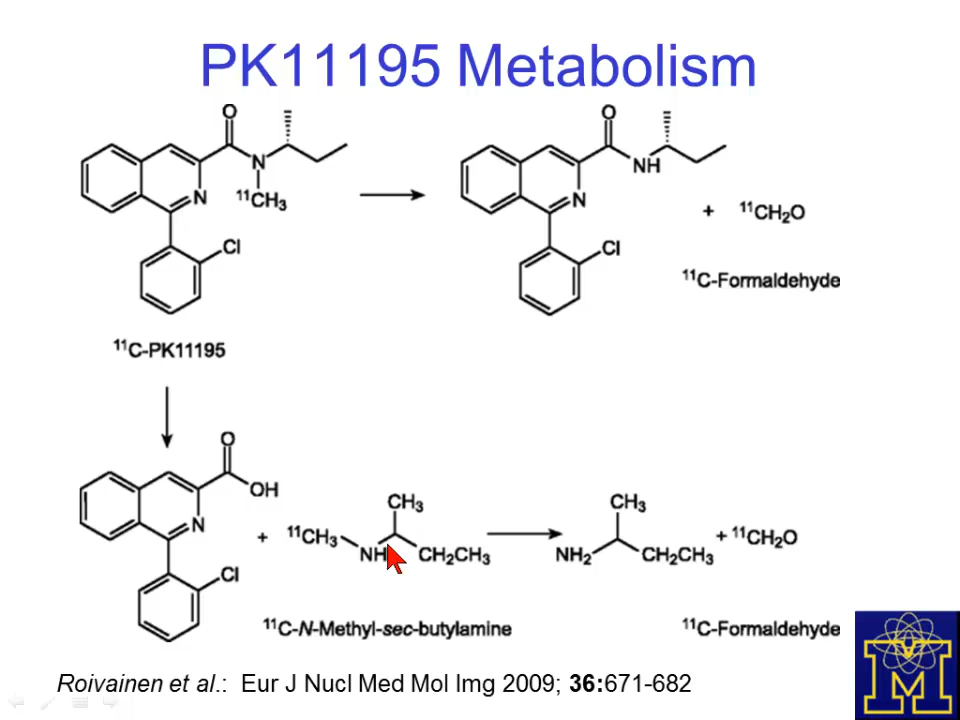 PK11195 Metabolism
O
N
¹¹CH₃
N
Cl
¹¹C-PK11195
O
NH
N
Cl
+ ¹¹CH₂O
¹¹C-Formaldehyde
O
OH
N
Cl
+
CH₃
¹¹CH₃
NH
CH₂CH₃
¹¹C-N-Methyl-sec-butylamine
CH₃
NH₂
CH₂CH₃
+ ¹¹CH₂O
¹¹C-Formaldehyde
M
Roivainen et al.: Eur J Nucl Med Mol Img 2009; 36:671-682